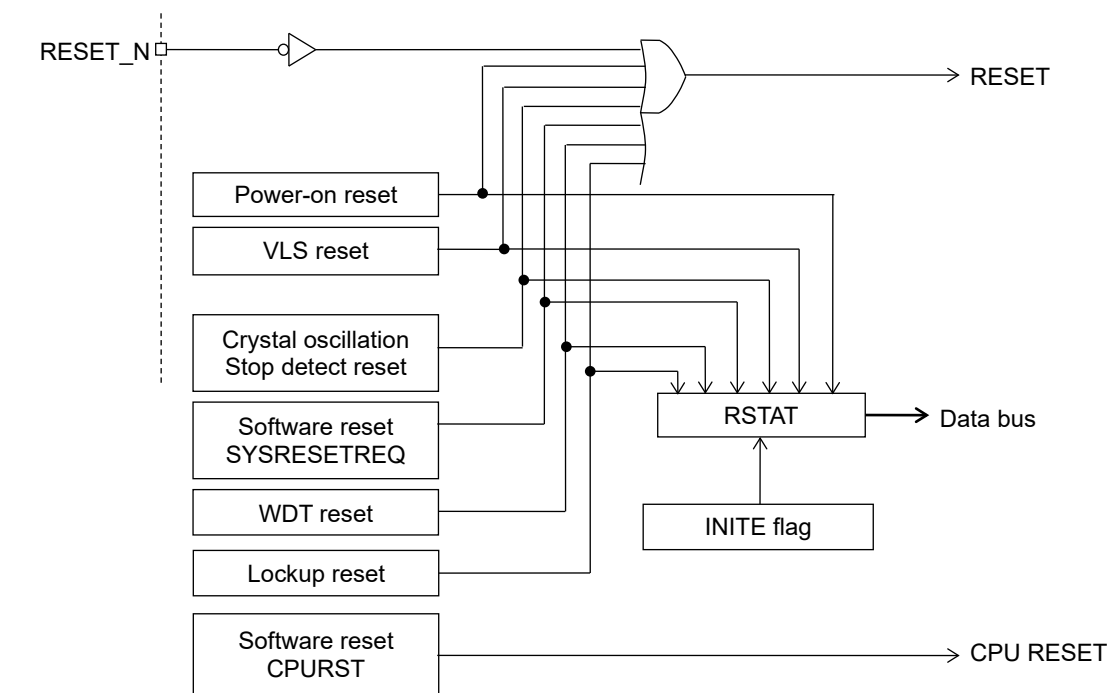 RESET_N
RESET
Power-on reset
VLS reset
Crystal oscillation
Stop detect reset
Software reset
SYSRESETREQ
RSTAT
Data bus
WDT reset
INITE flag
Lockup reset
Software reset
CPURST
CPU RESET